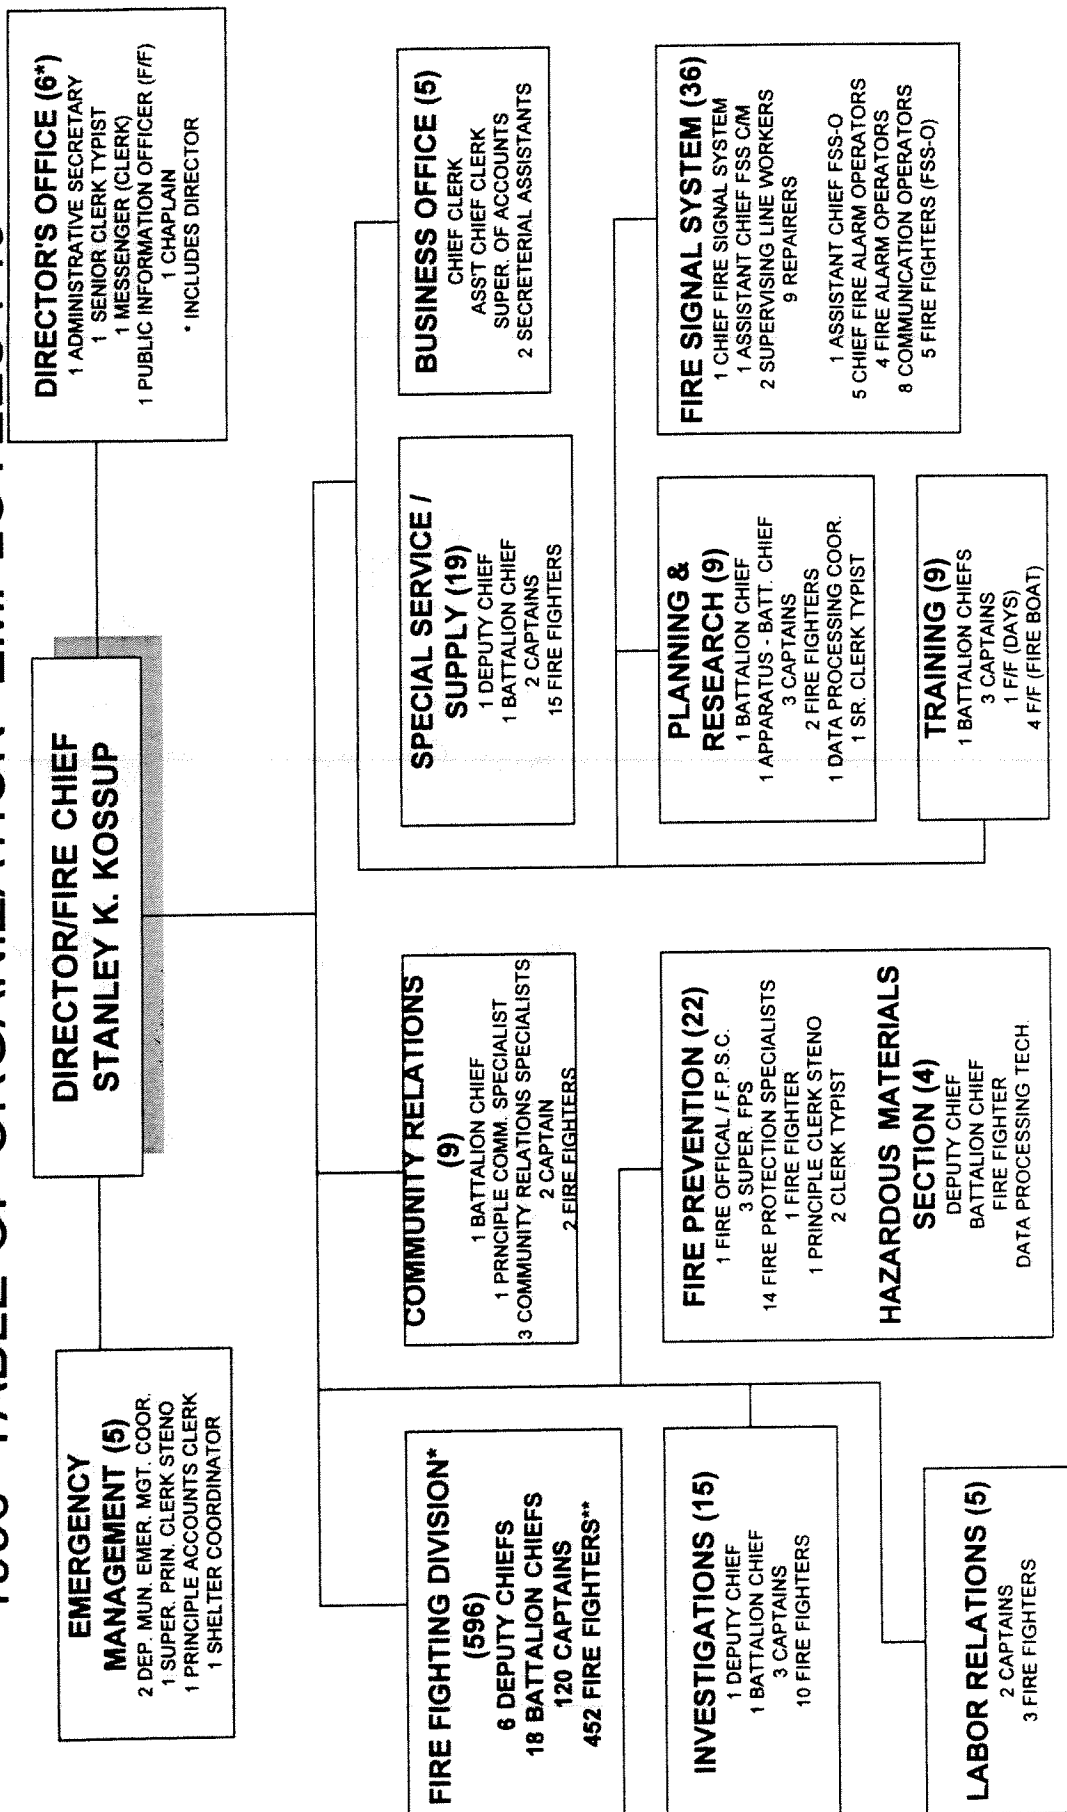 TABLE OF ORGANIZATION
EMERGENCY
MANAGEMENT (5)
2 DEP. MUN. EMER. MGT. COOR.
1 SUPER. PRIN. CLERK STENO
1 PRINCIPLE ACCOUNTS CLERK
1 SHELTER COORDINATOR
DIRECTOR/FIRE CHIEF
STANLEY K. KOSSUP
DIRECTOR'S OFFICE (6*)
1 ADMINISTRATIVE SECRETARY
1 SENIOR CLERK TYPIST
1 MESSENGER (CLERK)
1 PUBLIC INFORMATION OFFICER (F/F)
1 CHAPLAIN
* INCLUDES DIRECTOR
FIRE FIGHTING DIVISION*
(596)
6 DEPUTY CHIEFS
18 BATTALION CHIEFS
120 CAPTAINS
452 FIRE FIGHTERS**
COMMUNITY RELATIONS
(9)
1 BATTALION CHIEF
1 PRNCIPLE COMM. SPECIALIST
3 COMMUNITY RELATIONS SPECIALISTS
2 CAPTAIN
2 FIRE FIGHTERS
SPECIAL SERVICE /
SUPPLY (19)
1 DEPUTY CHIEF
1 BATTALION CHIEF
2 CAPTAINS
15 FIRE FIGHTERS
BUSINESS OFFICE (5)
CHIEF CLERK
ASS'T CHIEF CLERK
SUPER. OF ACCOUNTS
2 SECRETERIAL ASSISTANTS
INVESTIGATIONS (15)
1 DEPUTY CHIEF
1 BATTALION CHIEF
3 CAPTAINS
10 FIRE FIGHTERS
FIRE PREVENTION (22)
1 FIRE OFFICAL / F.P.S.C.
3 SUPER. FPS
14 FIRE PROTECTION SPECIALISTS
1 FIRE FIGHTER
1 PRINCIPLE CLERK STENO
2 CLERK TYPIST
HAZARDOUS MATERIALS
SECTION (4)
DEPUTY CHIEF
BATTALION CHIEF
FIRE FIGHTER
DATA PROCESSING TECH.
PLANNING &
RESEARCH (9)
1 BATTALION CHIEF
1 APPARATUS - BATT. CHIEF
3 CAPTAINS
2 FIRE FIGHTERS
1 DATA PROCESSING COOR.
1 SR. CLERK TYPIST
FIRE SIGNAL SYSTEM (36)
1 CHIEF FIRE SIGNAL SYSTEM
1 ASSISTANT CHIEF FSS C/M
2 SUPERVISING LINE WORKERS
9 REPAIRERS
1 ASSISTANT CHIEF FSS-O
5 CHIEF FIRE ALARM OPERATORS
4 FIRE ALARM OPERATORS
8 COMMUNICATION OPERATORS
5 FIRE FIGHTERS (FSS-O)
LABOR RELATIONS (5)
2 CAPTAINS
3 FIRE FIGHTERS
TRAINING (9)
1 BATTALION CHIEFS
3 CAPTAINS
1 F/F (DAYS)
4 F/F (FIRE BOAT)